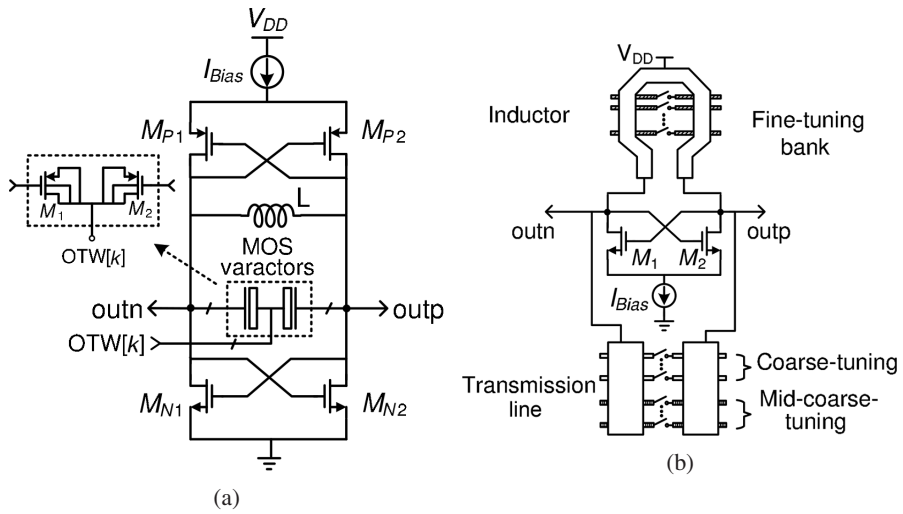 V_DD
I_Bias
M_P1
M_P2
L
M_1
M_2
OTW[k]
MOS
varactors
outn
outp
OTW[k]
M_N1
M_N2
(a)
V_DD
Inductor
Fine-tuning
bank
outn
outp
M_1
M_2
I_Bias
Transmission
line
Coarse-tuning
Mid-coarse-
tuning
(b)